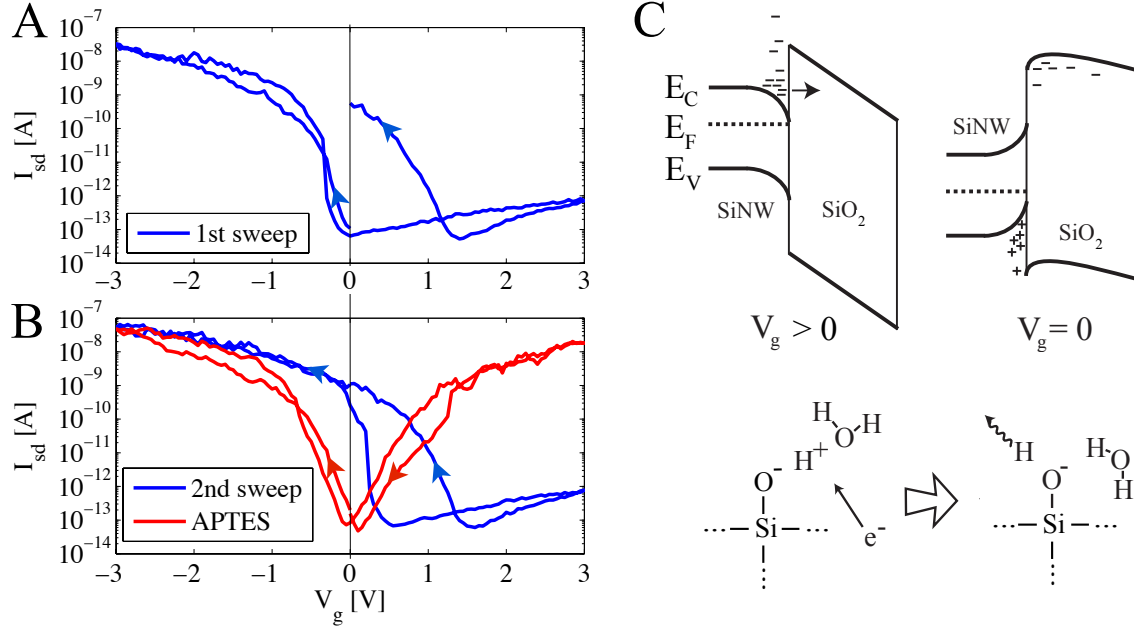 A
I_sd [A]
10^-7
10^-8
10^-9
10^-10
10^-11
10^-12
10^-13
10^-14
1st sweep
−3 −2 −1 0 1 2 3
B
I_sd [A]
10^-7
10^-8
10^-9
10^-10
10^-11
10^-12
10^-13
10^-14
2nd sweep
APTES
−3 −2 −1 0 1 2 3
V_g [V]
C
E_C
E_F
E_V
SiNW
SiO_2
V_g > 0
SiNW
SiO_2
V_g = 0
H H
O
H^+
O^-
Si
e^-
H
O^-
Si
H
O
H